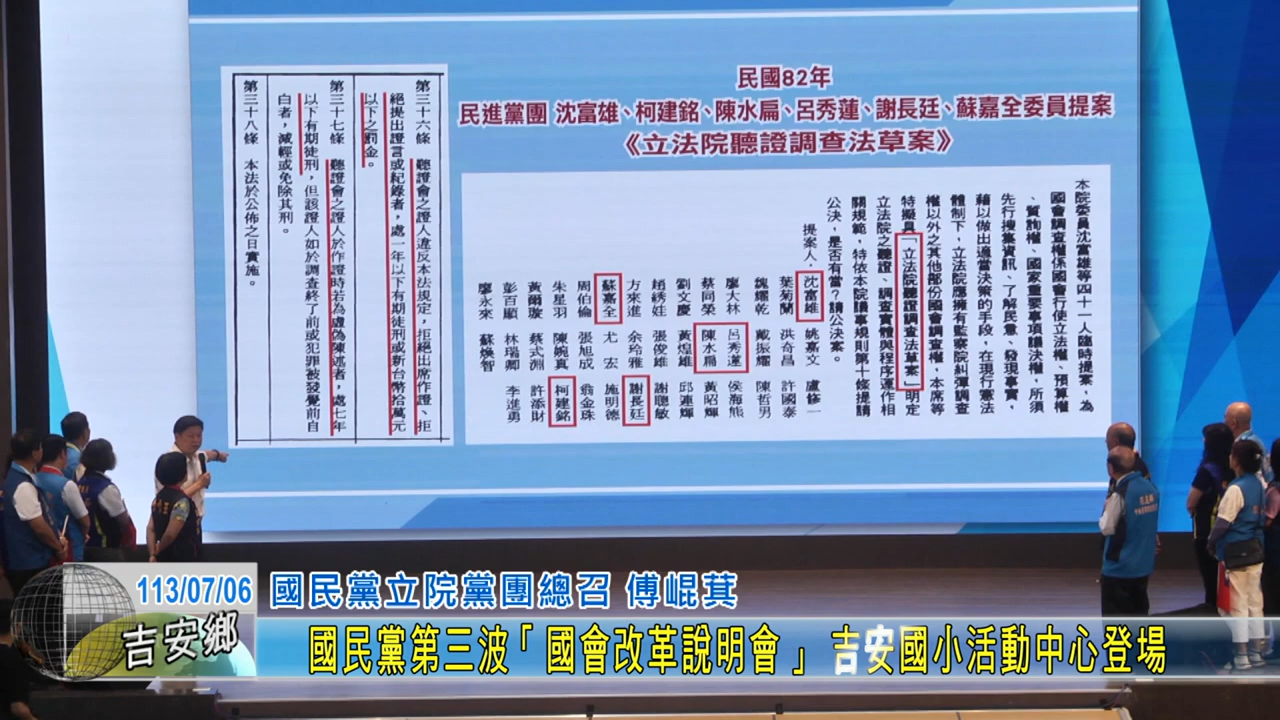 民國82年
民進黨團 沈富雄、柯建銘、陳水扁、呂秀蓮、謝長廷、蘇嘉全委員提案
《立法院聽證調查法草案》
第三十六條 聽證會之證人違反本法規定，拒絕出席作證、拒
絕提出證言或紀錄者，處一年以下有期徒刑或新台幣拾萬元
以下之罰金。
第三十七條 聽證會之證人於作證時若為虛偽陳述者，處七年
以下有期徒刑，但該證人如於調查終了前或犯罪被發覺前自
白者，減輕或免除其刑。
第三十八條 本法於公佈之日實施。
本院委員沈富雄等四十一人臨時提案，為
國會調查權係國會行使立法權、預算權
、質詢權、國家重要事項議決權，所須
先行搜集資訊、了解民意、發現事實，
藉以做出適當決策的手段，在現行憲法
體制下，立法院應擁有監察院糾彈調查
權以外之其他部份國會調查權，本席等
特擬具「立法院聽證調查法草案」明定
立法院之聽證、調查實體與程序運作相
關規範，特依本院議事規則第十條提請
公決，是否有當？請公決案。
提案人：沈富雄 姚嘉文 盧修一
葉菊蘭 洪奇昌 許國泰
魏耀乾 戴振耀 陳哲男
廖大林 呂秀蓮 侯海熊
蔡同榮 陳水扁 黃昭輝
劉文慶 黃煌雄 邱連輝
趙綉娃 張俊雄 謝聰敏
方來進 余玲雅 謝長廷
蘇嘉全 尤宏 施明德
周伯倫 張旭成 翁金珠
朱星羽 陳婉真 柯建銘
黃爾璇 蔡式淵 許添財
彭百顯 林瑞卿 李進勇
廖永來 蘇煥智
113/07/06 國民黨立院黨團總召 傅崐萁
吉安鄉
國民黨第三波「國會改革說明會」 吉安國小活動中心登場